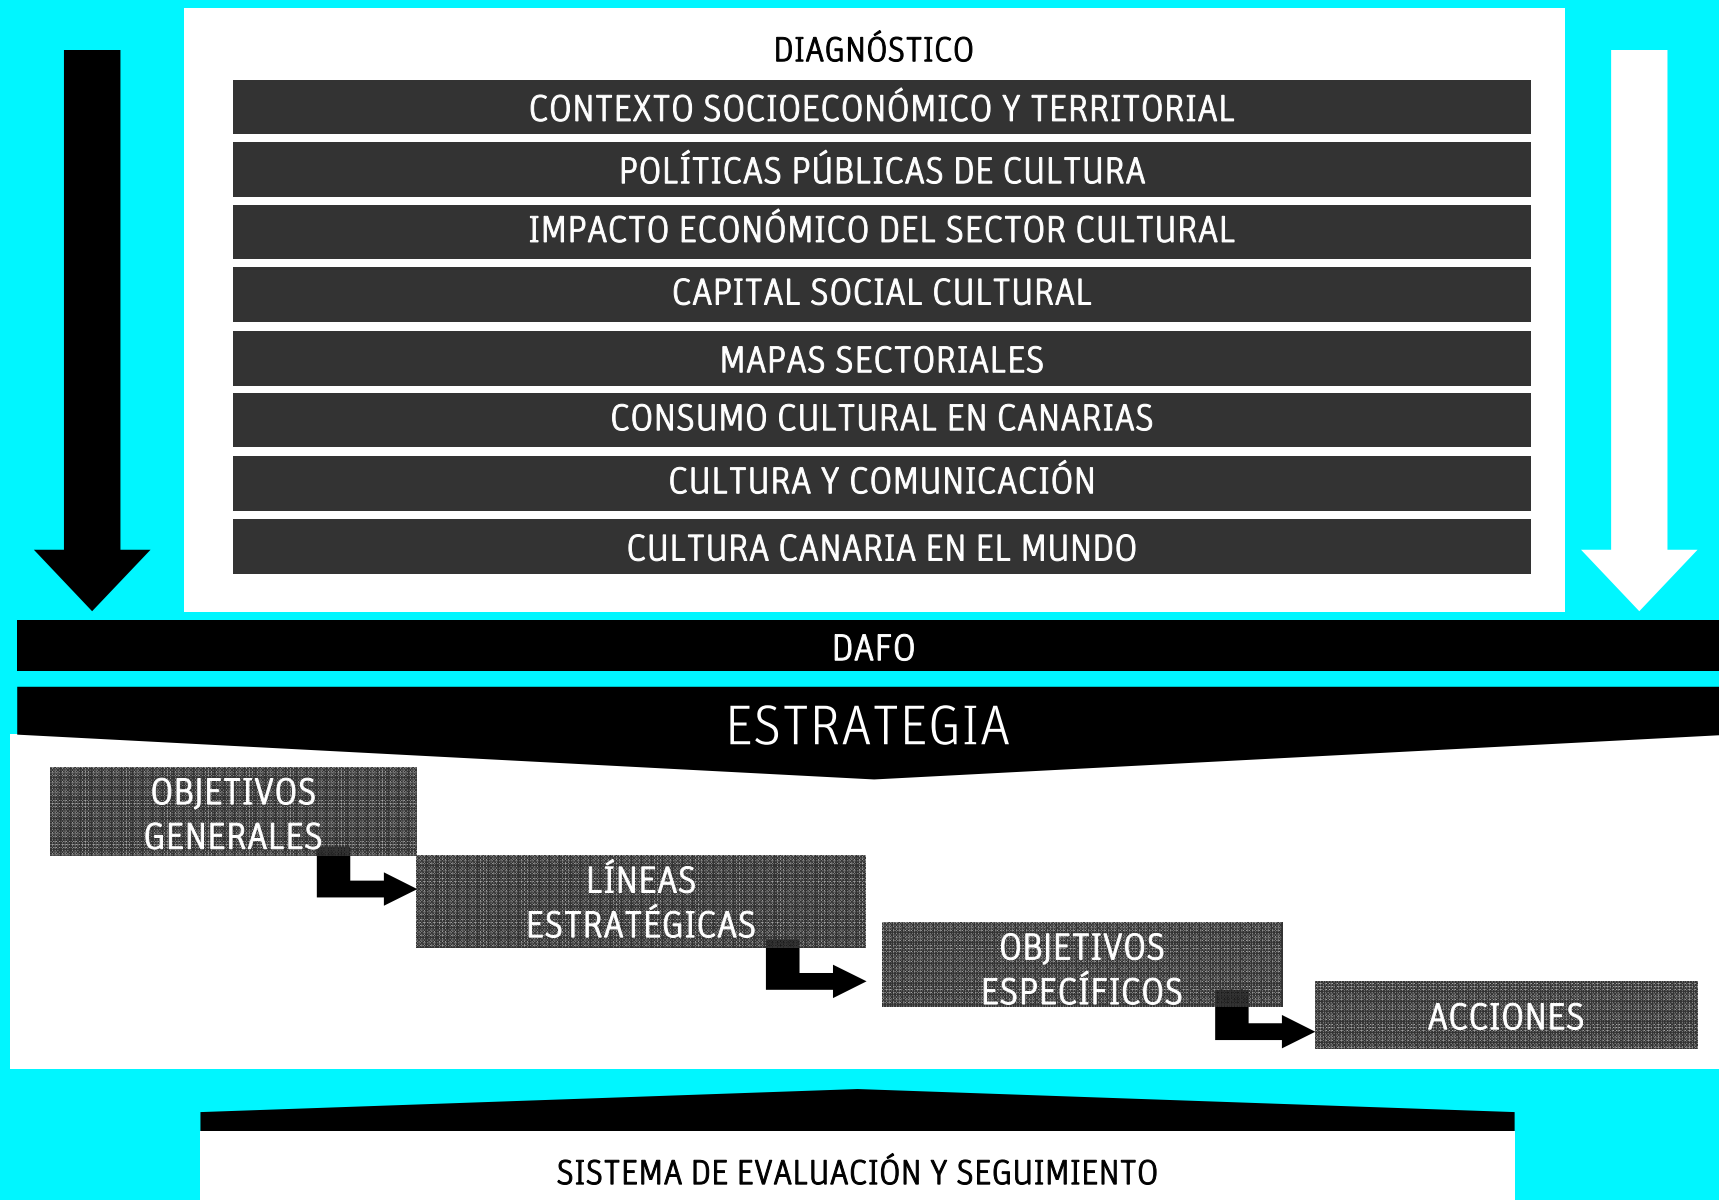 DIAGNÓSTICO
CONTEXTO SOCIOECONÓMICO Y TERRITORIAL
POLÍTICAS PÚBLICAS DE CULTURA
IMPACTO ECONÓMICO DEL SECTOR CULTURAL
CAPITAL SOCIAL CULTURAL
MAPAS SECTORIALES
CONSUMO CULTURAL EN CANARIAS
CULTURA Y COMUNICACIÓN
CULTURA CANARIA EN EL MUNDO
DAFO
ESTRATEGIA
OBJETIVOS
GENERALES
LÍNEAS
ESTRATÉGICAS
OBJETIVOS
ESPECÍFICOS
ACCIONES
SISTEMA DE EVALUACIÓN Y SEGUIMIENTO